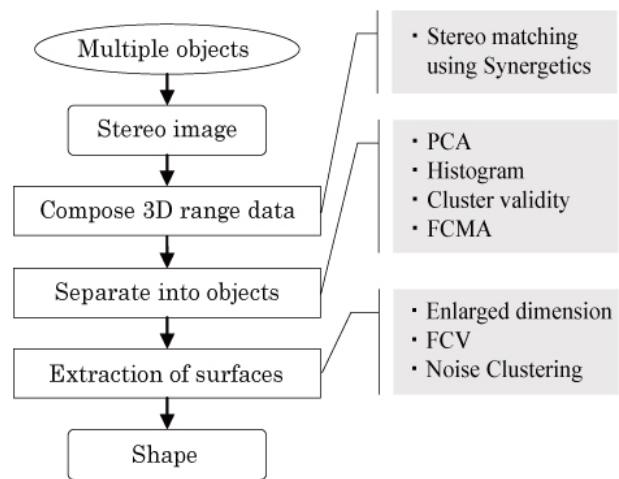 Multiple objects
Stereo image
Compose 3D range data
Separate into objects
Extraction of surfaces
Shape
・Stereo matching
using Synergetics
・PCA
・Histogram
・Cluster validity
・FCMA
・Enlarged dimension
・FCV
・Noise Clustering